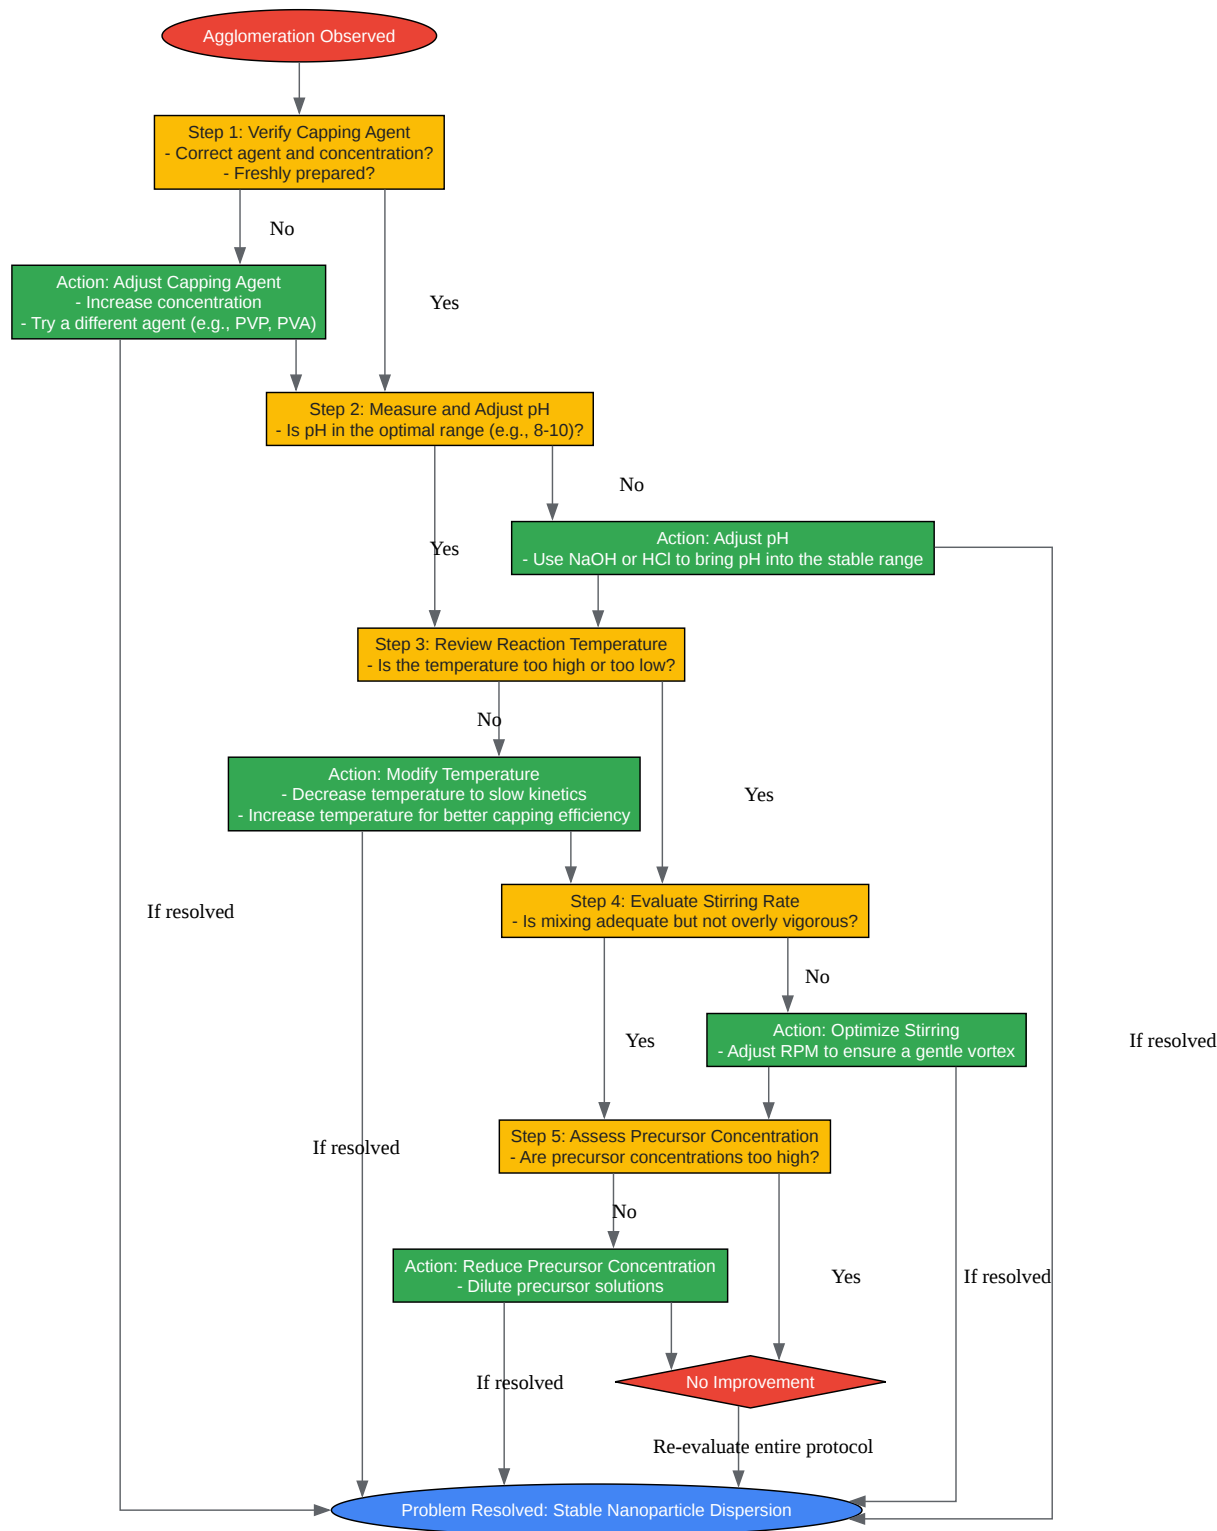 Agglomeration Observed
Step 1: Verify Capping Agent
- Correct agent and concentration?
- Freshly prepared?
No
Action: Adjust Capping Agent
- Increase concentration
- Try a different agent (e.g., PVP, PVA)
Yes
Step 2: Measure and Adjust pH
- Is pH in the optimal range (e.g., 8-10)?
No
Yes
Action: Adjust pH
- Use NaOH or HCl to bring pH into the stable range
Step 3: Review Reaction Temperature
- Is the temperature too high or too low?
No
Action: Modify Temperature
- Decrease temperature to slow kinetics
- Increase temperature for better capping efficiency
Yes
If resolved
Step 4: Evaluate Stirring Rate
- Is mixing adequate but not overly vigorous?
No
Yes
Action: Optimize Stirring
- Adjust RPM to ensure a gentle vortex
If resolved
If resolved
Step 5: Assess Precursor Concentration
- Are precursor concentrations too high?
No
Action: Reduce Precursor Concentration
- Dilute precursor solutions
Yes
If resolved
If resolved
No Improvement
Re-evaluate entire protocol
Problem Resolved: Stable Nanoparticle Dispersion